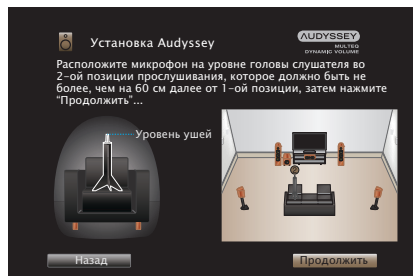 Установка Audyssey
AUDYSSEY
MULTEQ
DYNAMIC VOLUME
Расположите микрофон на уровне головы слушателя во
2-ой позиции прослушивания, которое должно быть не
более, чем на 60 см далее от 1-ой позиции, затем нажмите
"Продолжить"...
Уровень ушей
Назад
Продолжить